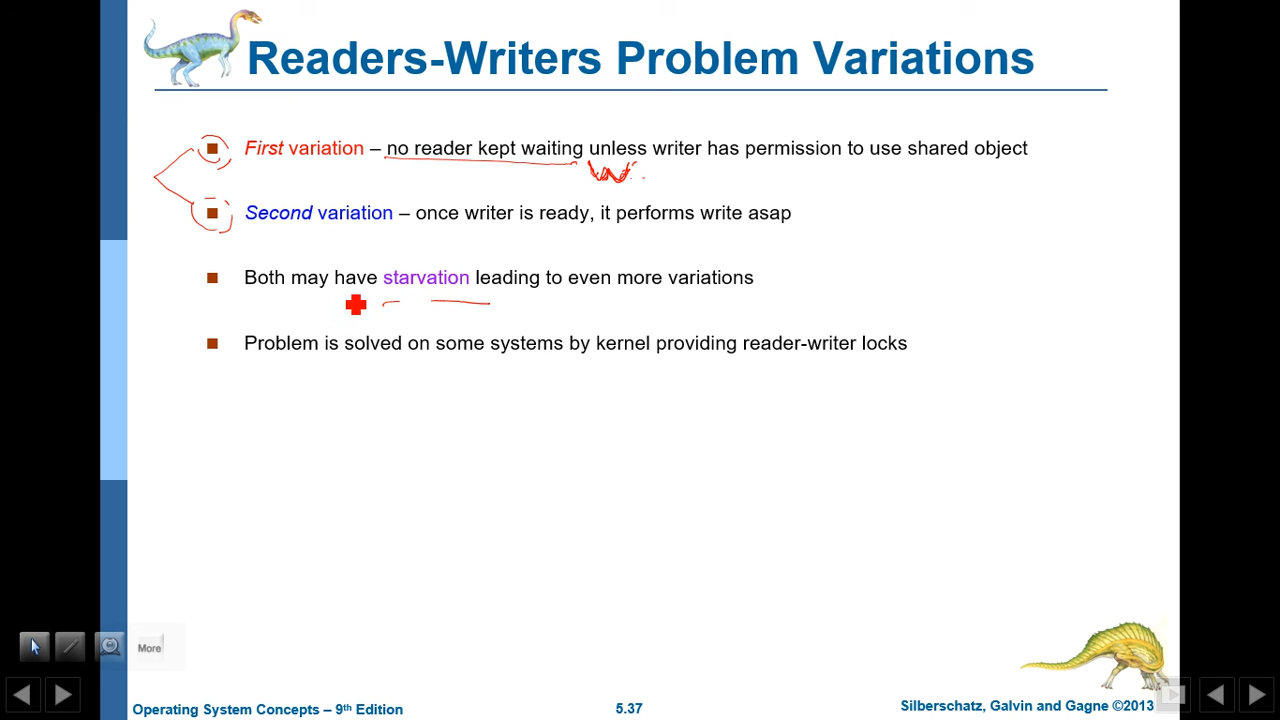 Readers-Writers Problem Variations
First variation – no reader kept waiting unless writer has permission to use shared object
Second variation – once writer is ready, it performs write asap
Both may have starvation leading to even more variations
Problem is solved on some systems by kernel providing reader-writer locks
More
Operating System Concepts – 9th Edition
5.37
Silberschatz, Galvin and Gagne ©2013